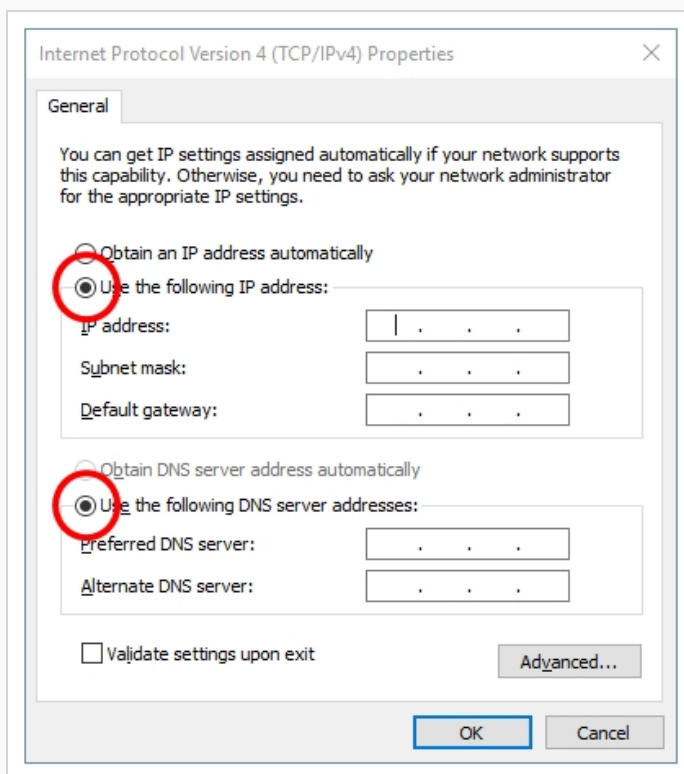 Internet Protocol Version 4 (TCP/IPv4) Properties
General
You can get IP settings assigned automatically if your network supports
this capability. Otherwise, you need to ask your network administrator
for the appropriate IP settings.
Obtain an IP address automatically
Use the following IP address:
IP address:
. . .
Subnet mask:
. . .
Default gateway:
. . .
Obtain DNS server address automatically
Use the following DNS server addresses:
Preferred DNS server:
. . .
Alternate DNS server:
. . .
Validate settings upon exit
Advanced...
OK
Cancel